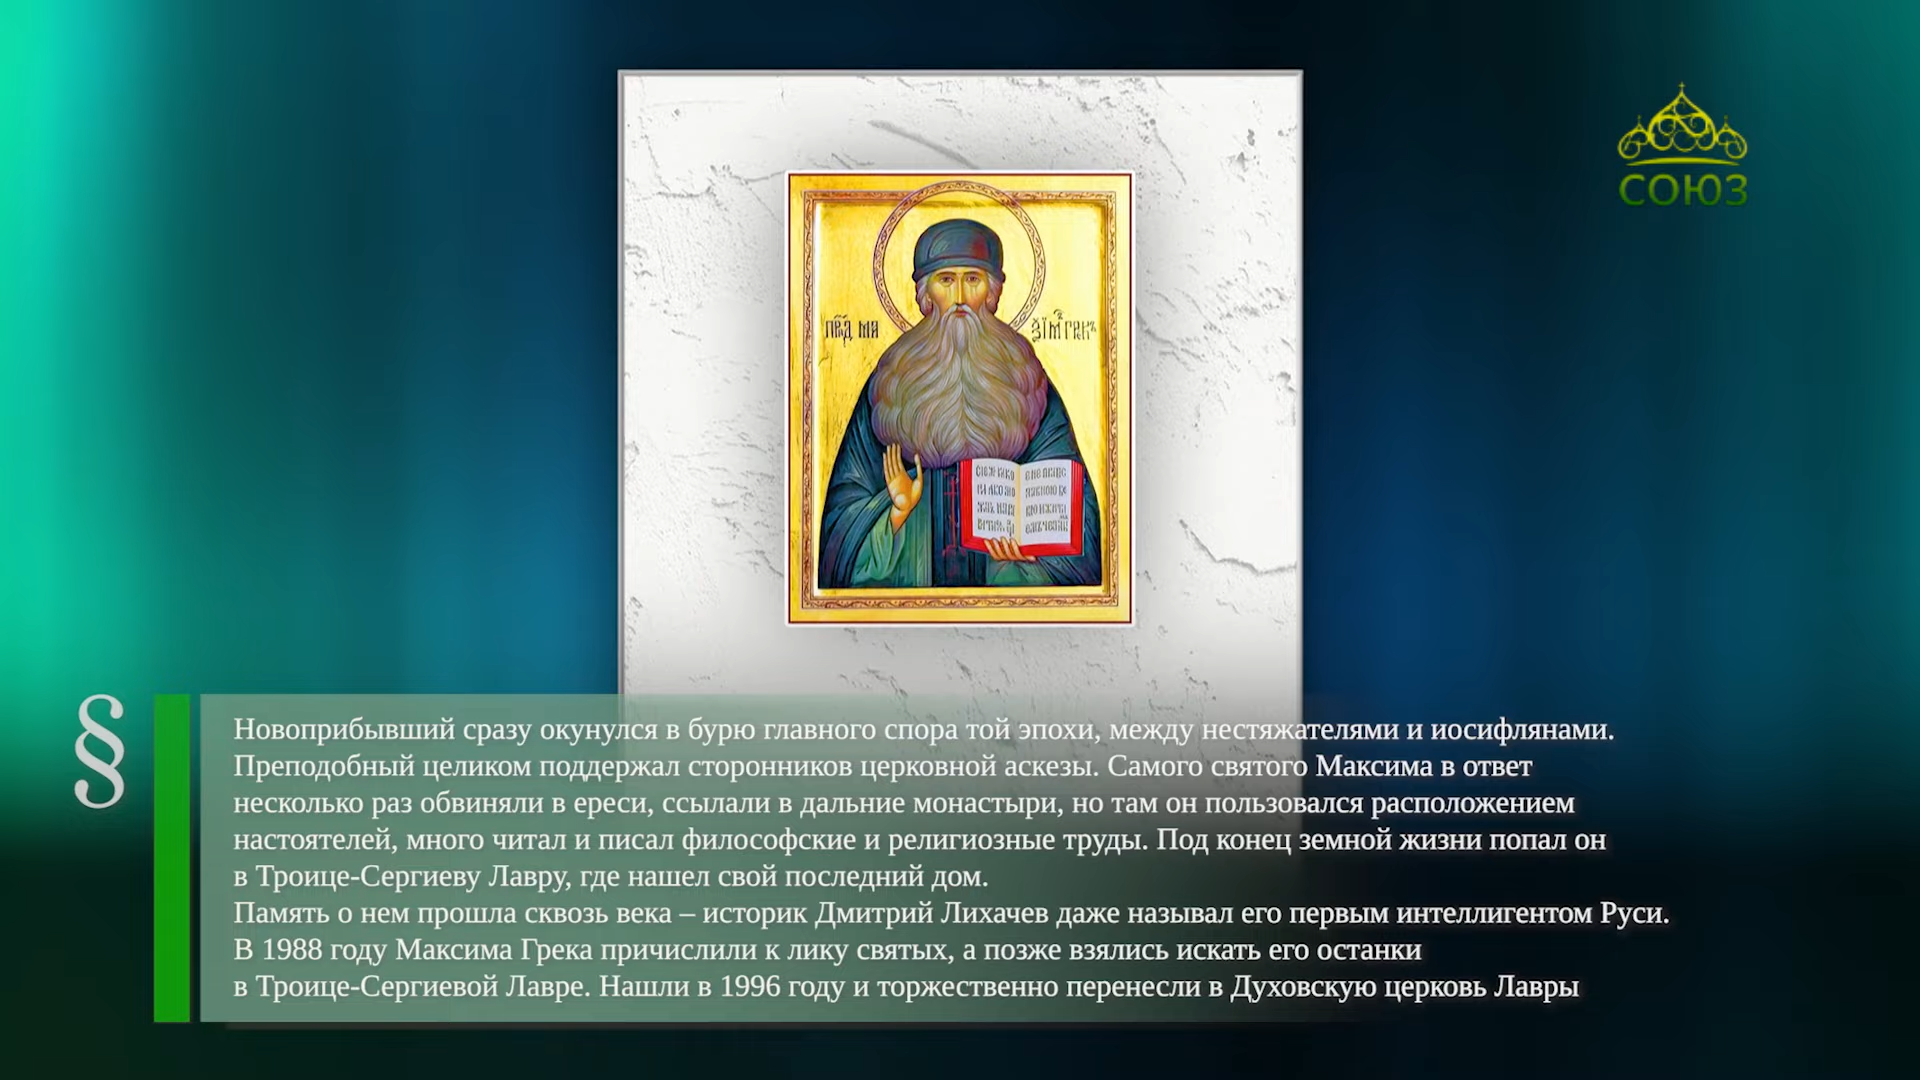 СОЮЗ
§
Новоприбывший сразу окунулся в бурю главного спора той эпохи, между нестяжателями и иосифлянами.
Преподобный целиком поддержал сторонников церковной аскезы. Самого святого Максима в ответ
несколько раз обвиняли в ереси, ссылали в дальние монастыри, но там он пользовался расположением
настоятелей, много читал и писал философские и религиозные труды. Под конец земной жизни попал он
в Троице-Сергиеву Лавру, где нашел свой последний дом.
Память о нем прошла сквозь века – историк Дмитрий Лихачев даже называл его первым интеллигентом Руси.
В 1988 году Максима Грека причислили к лику святых, а позже взялись искать его останки
в Троице-Сергиевой Лавре. Нашли в 1996 году и торжественно перенесли в Духовскую церковь Лавры